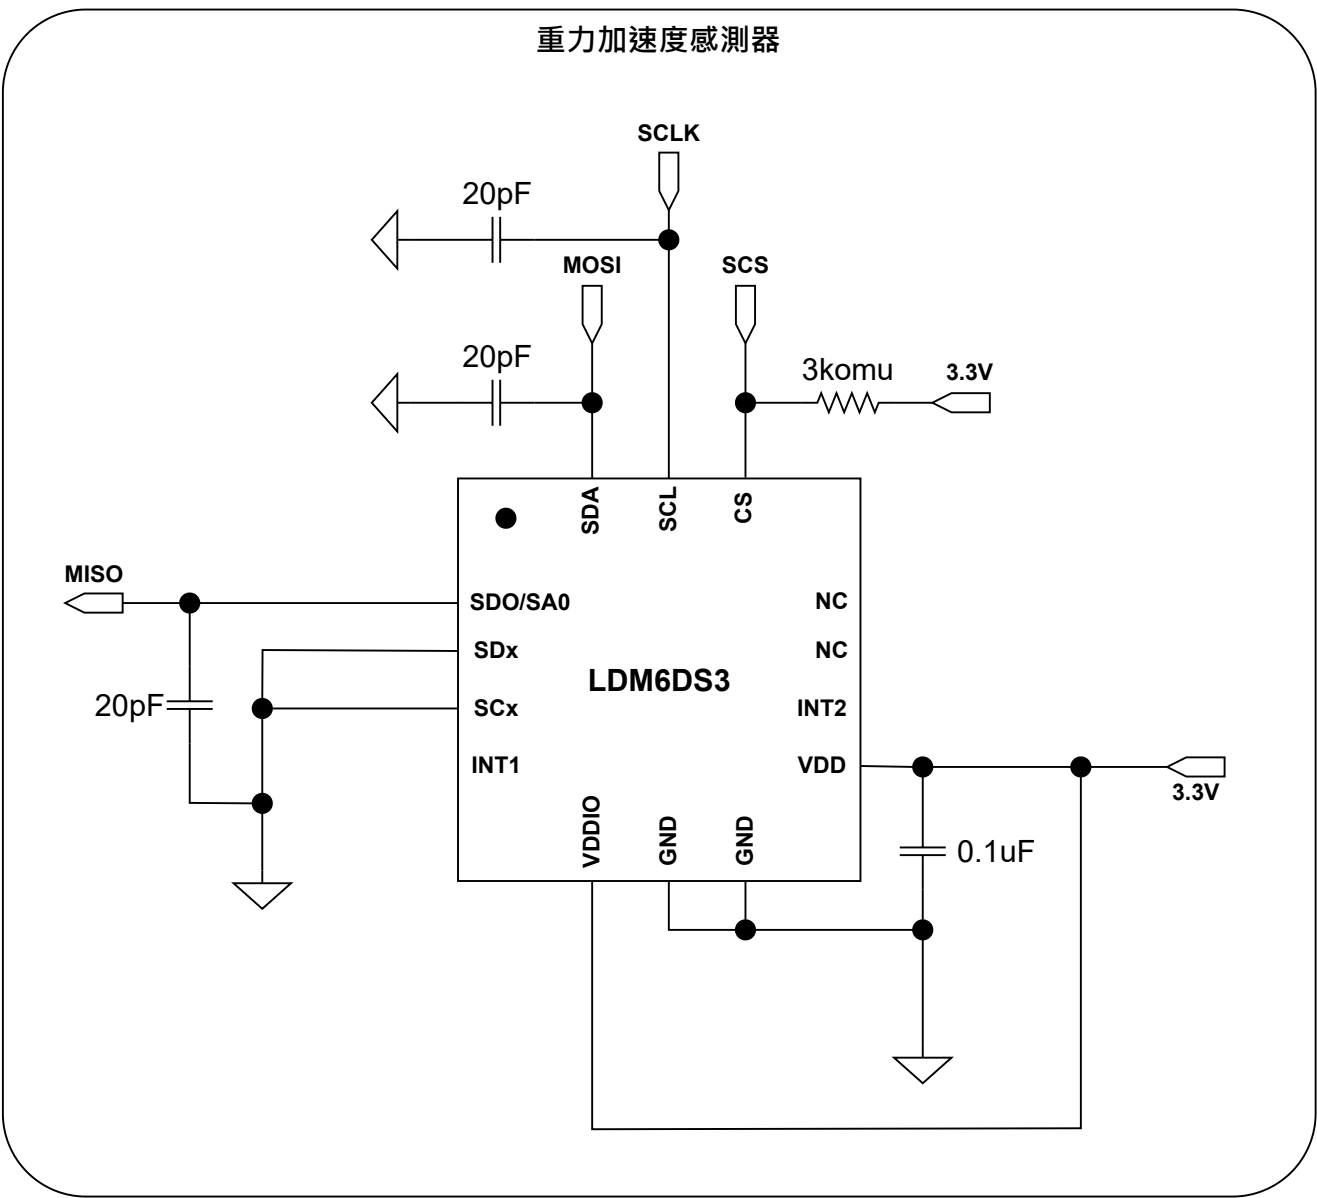 重力加速度感測器
SCLK
20pF
MOSI
SCS
20pF
3komu
3.3V
SDA
SCL
CS
MISO
SDO/SA0
NC
SDx
NC
LDM6DS3
20pF
SCx
INT2
INT1
VDD
3.3V
VDDIO
GND
GND
0.1uF